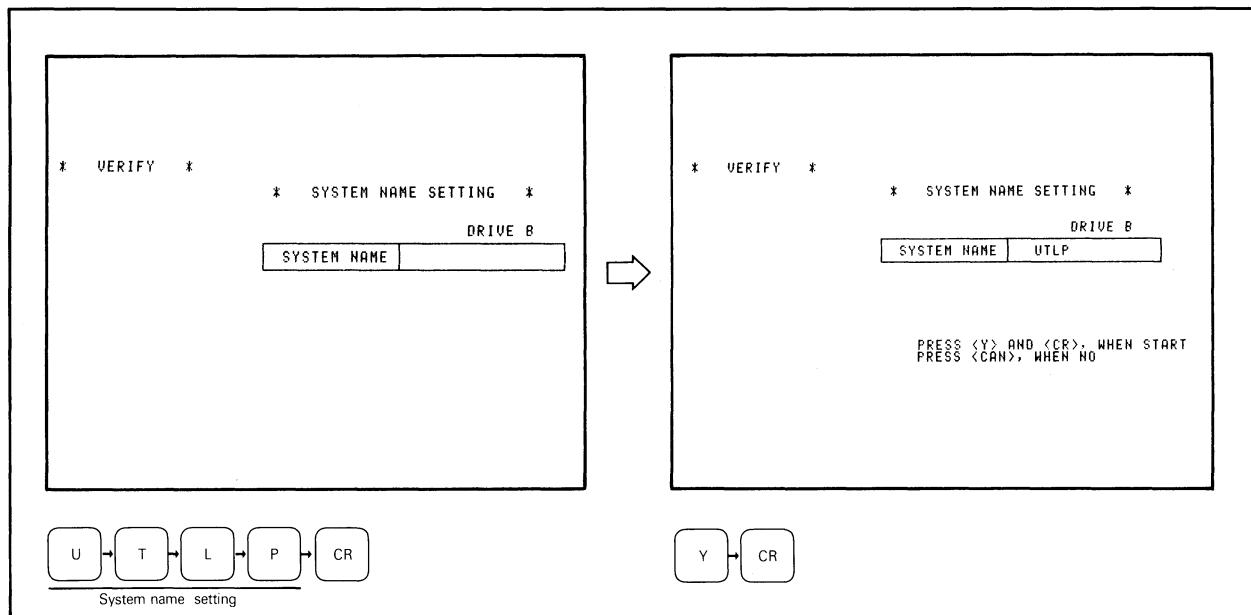 * VERIFY *
* SYSTEM NAME SETTING *
DRIVE B
SYSTEM NAME
U T L P CR
System name setting
* VERIFY *
* SYSTEM NAME SETTING *
DRIVE B
SYSTEM NAME UTLP
PRESS <Y> AND <CR>, WHEN START
PRESS <CAN>, WHEN NO
Y CR